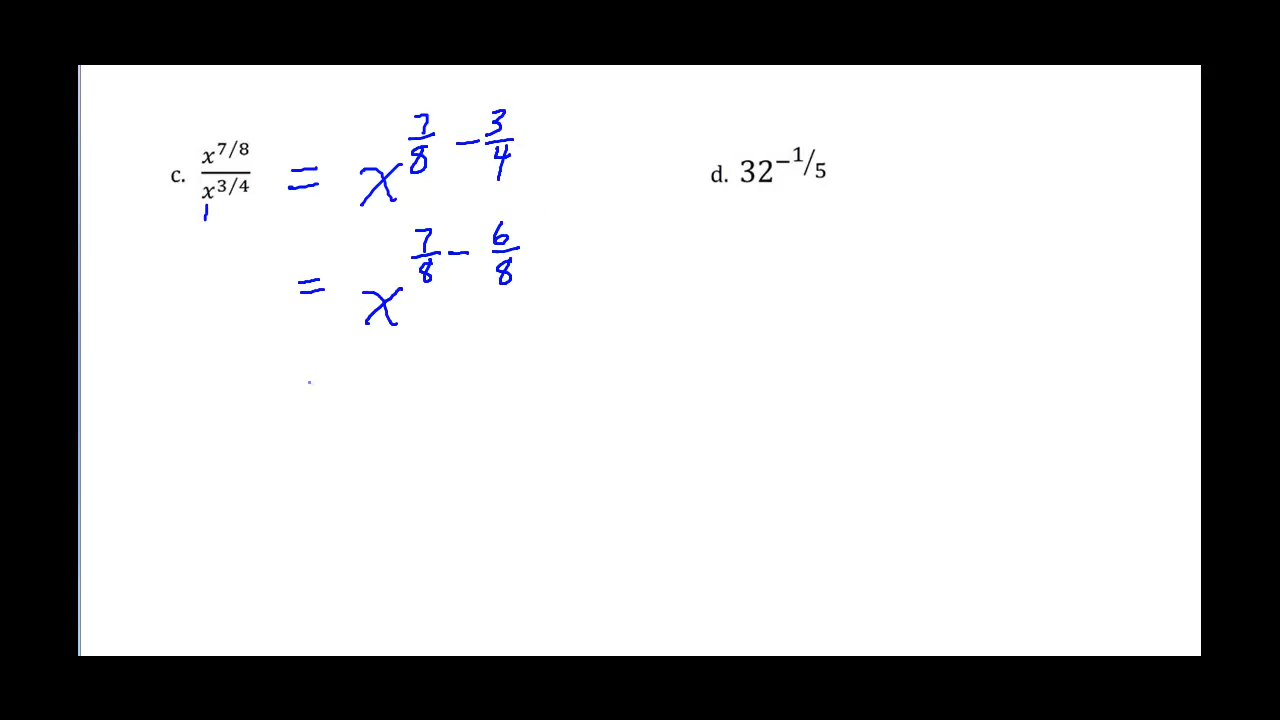 c. x^{7/8} / x^{3/4} = x^{7/8 - 3/4}
1
= x^{7/8 - 6/8}
d. 32^{-1/5}